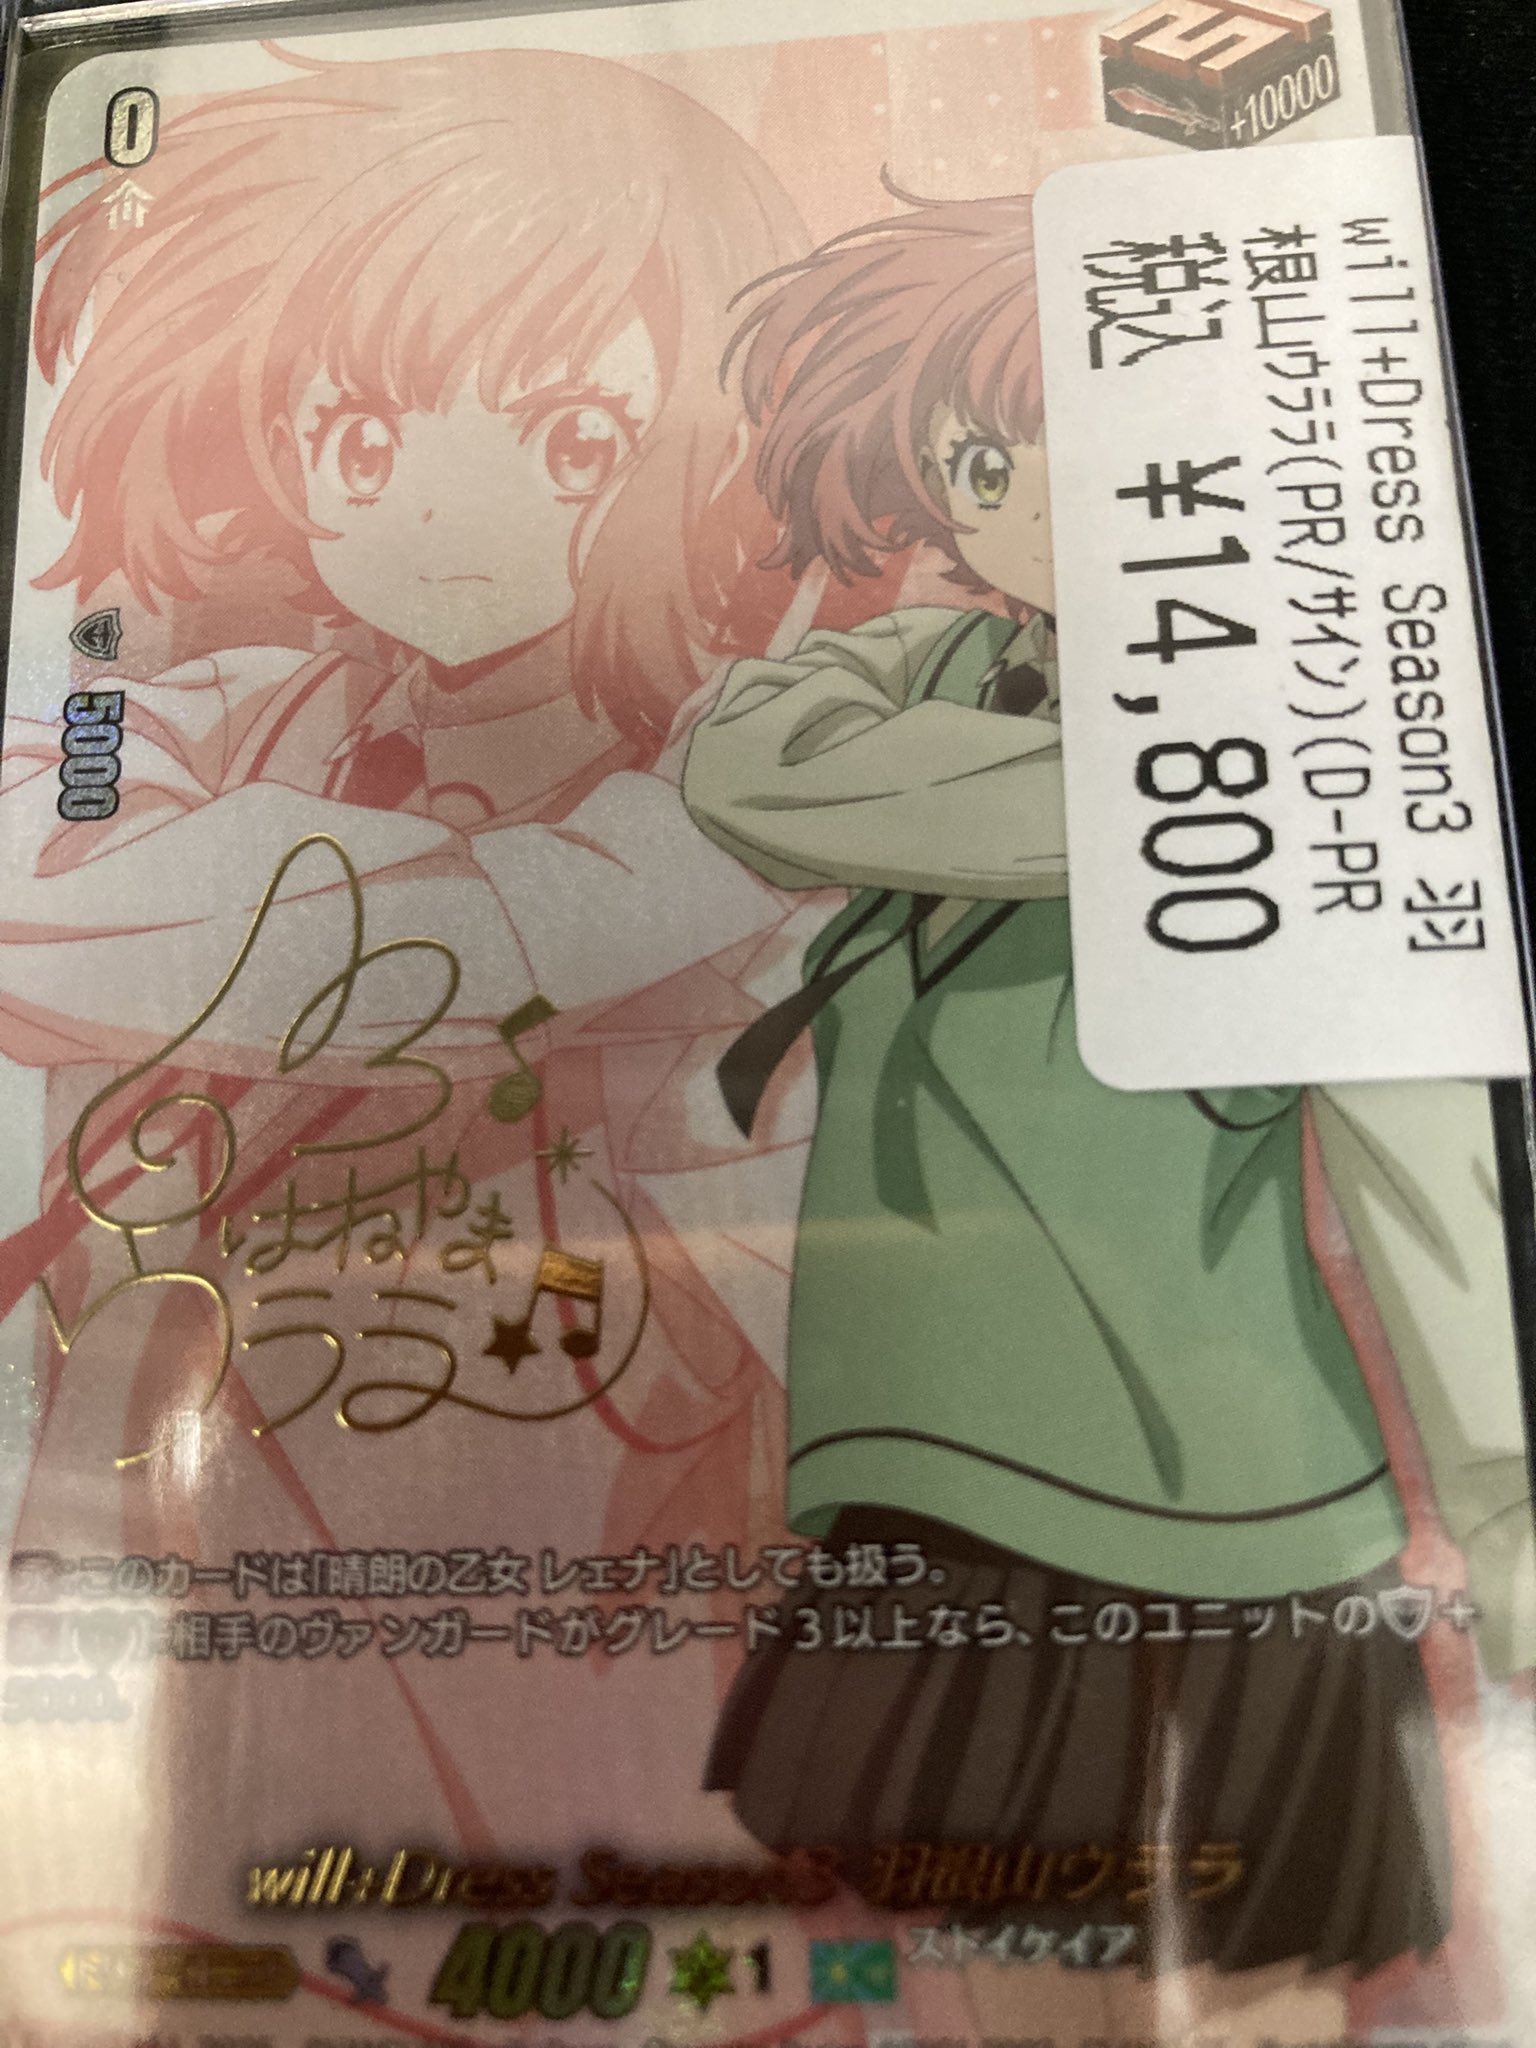 0
+10000
will+Dress Season3 羽
根山ウララ(PR/サイン)(D-PR
税込 ¥14,800
5000
はねやま
ウララ
このカードは「晴朗の乙女 レェナ」としても扱う。
相手のヴァンガードがグレード3以上なら、このユニットの+
5000。
will+Dress Season3 羽根山ウララ
4000
1
ストイケイア